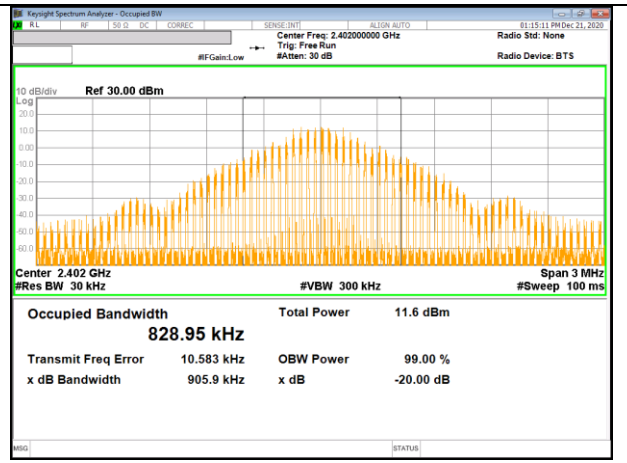 Keysight Spectrum Analyzer - Occupied BW
RL RF 50 Ω DC CORREC SENSE:INT ALIGN AUTO 01:15:11 PM Dec 21, 2020
Center Freq: 2.402000000 GHz Radio Std: None
Trig: Free Run
#IFGain:Low #Atten: 30 dB Radio Device: BTS
10 dB/div Ref 30.00 dBm
Log
20.0
10.0
0.00
-10.0
-20.0
-30.0
-40.0
-50.0
-60.0
Center 2.402 GHz Span 3 MHz
#Res BW 30 kHz #VBW 300 kHz #Sweep 100 ms
Occupied Bandwidth Total Power 11.6 dBm
828.95 kHz
Transmit Freq Error 10.583 kHz OBW Power 99.00 %
x dB Bandwidth 905.9 kHz x dB -20.00 dB
MSG STATUS